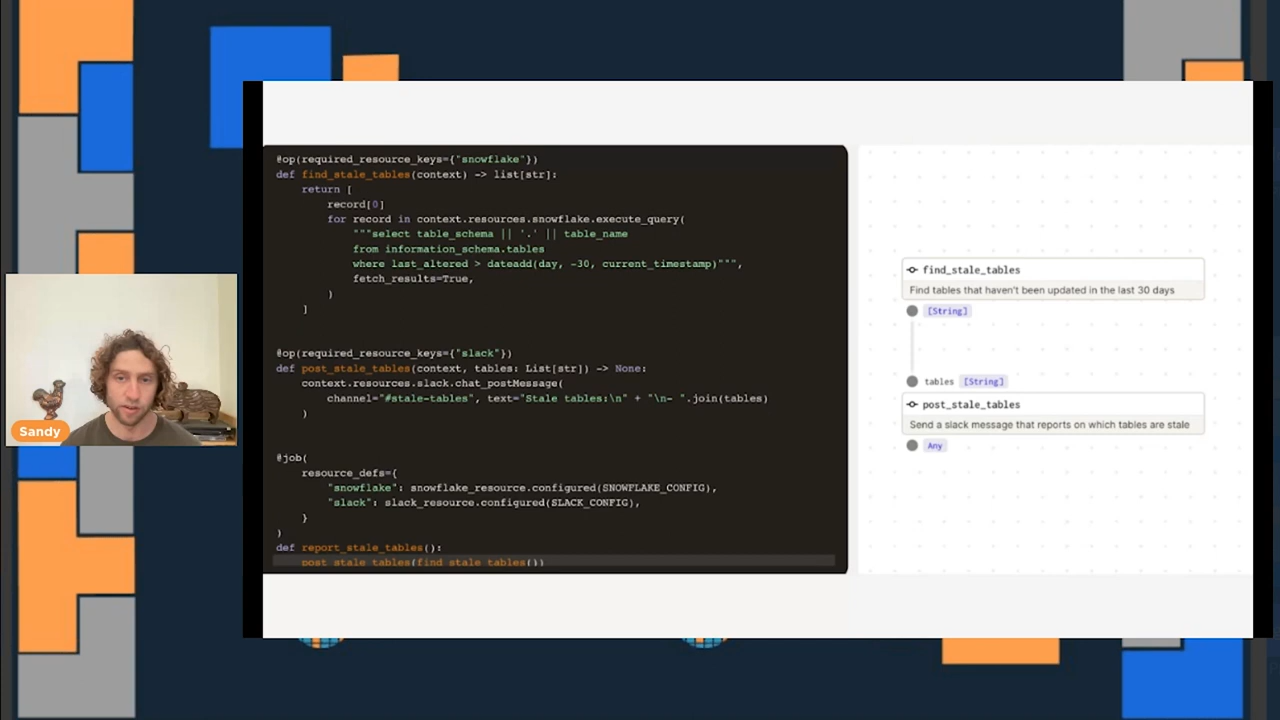 @op(required_resource_keys={"snowflake"})
def find_stale_tables(context) -> list[str]:
return [
record[0]
for record in context.resources.snowflake.execute_query(
"""select table_schema || '.' || table_name
from information_schema.tables
where last_altered > dateadd(day, -30, current_timestamp)""",
fetch_results=True,
)
]
@op(required_resource_keys={"slack"})
def post_stale_tables(context, tables: List[str]) -> None:
context.resources.slack.chat_postMessage(
channel="#stale-tables", text="Stale tables:\n" + "\n- ".join(tables)
)
@job(
resource_defs={
"snowflake": snowflake_resource.configured(SNOWFLAKE_CONFIG),
"slack": slack_resource.configured(SLACK_CONFIG),
}
)
def report_stale_tables():
post_stale_tables(find_stale_tables())
find_stale_tables
Find tables that haven't been updated in the last 30 days
[String]
tables [String]
post_stale_tables
Send a slack message that reports on which tables are stale
Any
Sandy